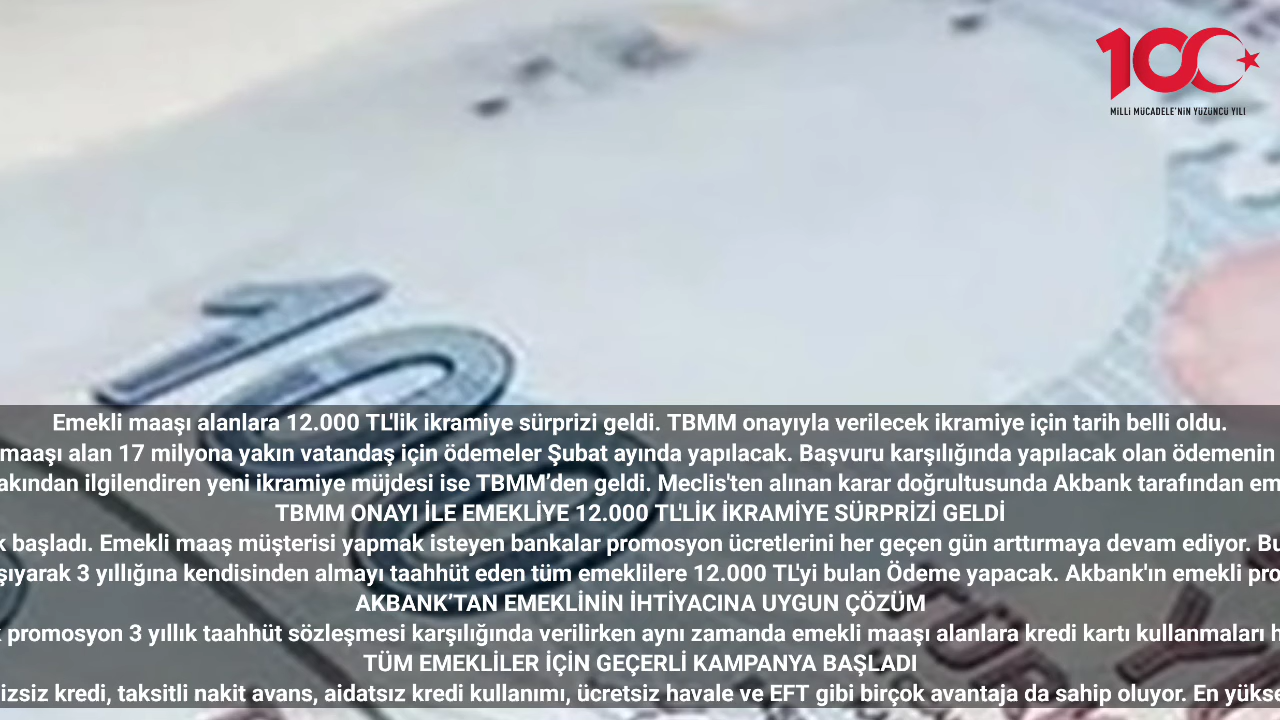 100
MİLLİ MÜCADELE'NİN YÜZÜNCÜ YILI
100
Emekli maaşı alanlara 12.000 TL'lik ikramiye sürprizi geldi. TBMM onayıyla verilecek ikramiye için tarih belli oldu.
maaşı alan 17 milyona yakın vatandaş için ödemeler Şubat ayında yapılacak. Başvuru karşılığında yapılacak olan ödemenin
akından ilgilendiren yeni ikramiye müjdesi ise TBMM’den geldi. Meclis'ten alınan karar doğrultusunda Akbank tarafından em
TBMM ONAYI İLE EMEKLİYE 12.000 TL'LİK İKRAMİYE SÜRPRİZİ GELDİ
k başladı. Emekli maaş müşterisi yapmak isteyen bankalar promosyon ücretlerini her geçen gün arttırmaya devam ediyor. Bu
şıyarak 3 yıllığına kendisinden almayı taahhüt eden tüm emeklilere 12.000 TL'yi bulan Ödeme yapacak. Akbank'ın emekli pro
AKBANK’TAN EMEKLİNİN İHTİYACINA UYGUN ÇÖZÜM
promosyon 3 yıllık taahhüt sözleşmesi karşılığında verilirken aynı zamanda emekli maaşı alanlara kredi kartı kullanmaları h
TÜM EMEKLİLER İÇİN GEÇERLİ KAMPANYA BAŞLADI
izsiz kredi, taksitli nakit avans, aidatsız kredi kullanımı, ücretsiz havale ve EFT gibi birçok avantaja da sahip oluyor. En yükse